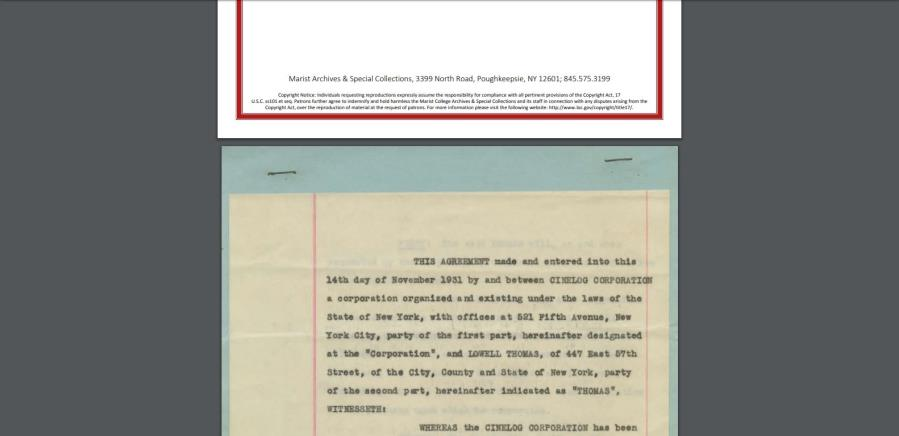 Marist Archives & Special Collections, 3399 North Road, Poughkeepsie, NY 12601; 845.575.3199
Copyright Notice: Individuals requesting reproductions expressly assume the responsibility for compliance with all pertinent provisions of the Copyright Act, 17
U.S.C. ss101 et seq. Patrons further agree to indemnify and hold harmless the Marist College Archives & Special Collections and its staff in connection with any disputes arising from the
Copyright Act, over the reproduction of material at the request of patrons. For more information please visit the following website: http://www.loc.gov/copyright/title17/.
THIS AGREEMENT made and entered into this
14th day of November 1931 by and between CINELOG CORPORATION
a corporation organized and existing under the laws of the
State of New York, with offices at 521 Fifth Avenue, New
York City, party of the first part, hereinafter designated
at the "Corporation", and LOWELL THOMAS, of 447 East 57th
Street, of the City, County and State of New York, party
of the second part, hereinafter indicated as "THOMAS",
WITNESSETH:
WHEREAS the CINELOG CORPORATION has been